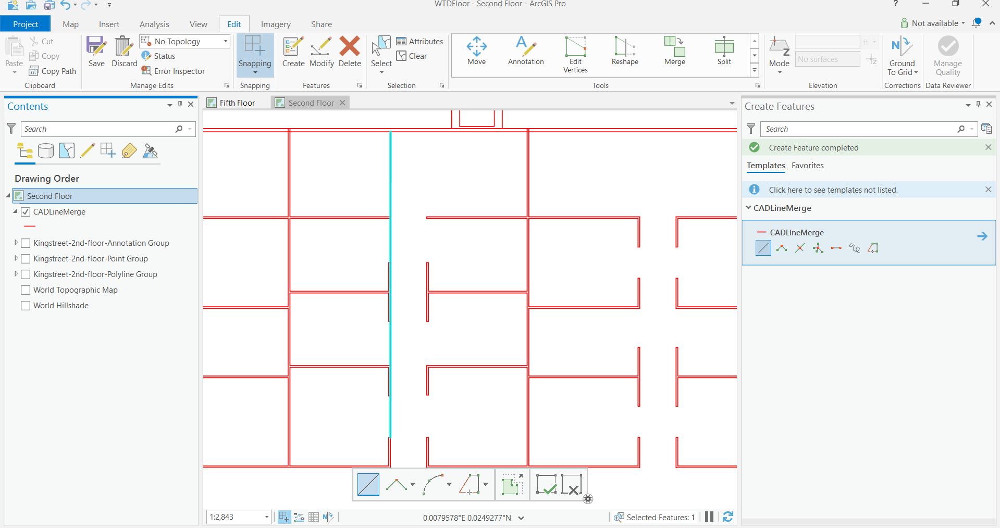 WTDFloor - Second Floor - ArcGIS Pro
?
Project Map Insert Analysis View Edit Imagery Share
Not available
Paste
Cut
Copy
Copy Path
Clipboard
Save
Discard
No Topology
Status
Error Inspector
Manage Edits
Snapping
Snapping
Create
Modify
Delete
Features
Select
Attributes
Clear
Selection
Move
Annotation
Edit
Vertices
Reshape
Merge
Split
Tools
Mode
ft
No surfaces
Elevation
Ground
To Grid
Corrections
Manage
Quality
Data Reviewer
Contents
Search
Drawing Order
Second Floor
CADLineMerge
Kingstreet-2nd-floor-Annotation Group
Kingstreet-2nd-floor-Point Group
Kingstreet-2nd-floor-Polyline Group
World Topographic Map
World Hillshade
Fifth Floor
Second Floor
1:2,843
0.0079578°E 0.0249277°N
Selected Features: 1
Create Features
Search
Create Feature completed
Templates Favorites
Click here to see templates not listed.
CADLineMerge
CADLineMerge